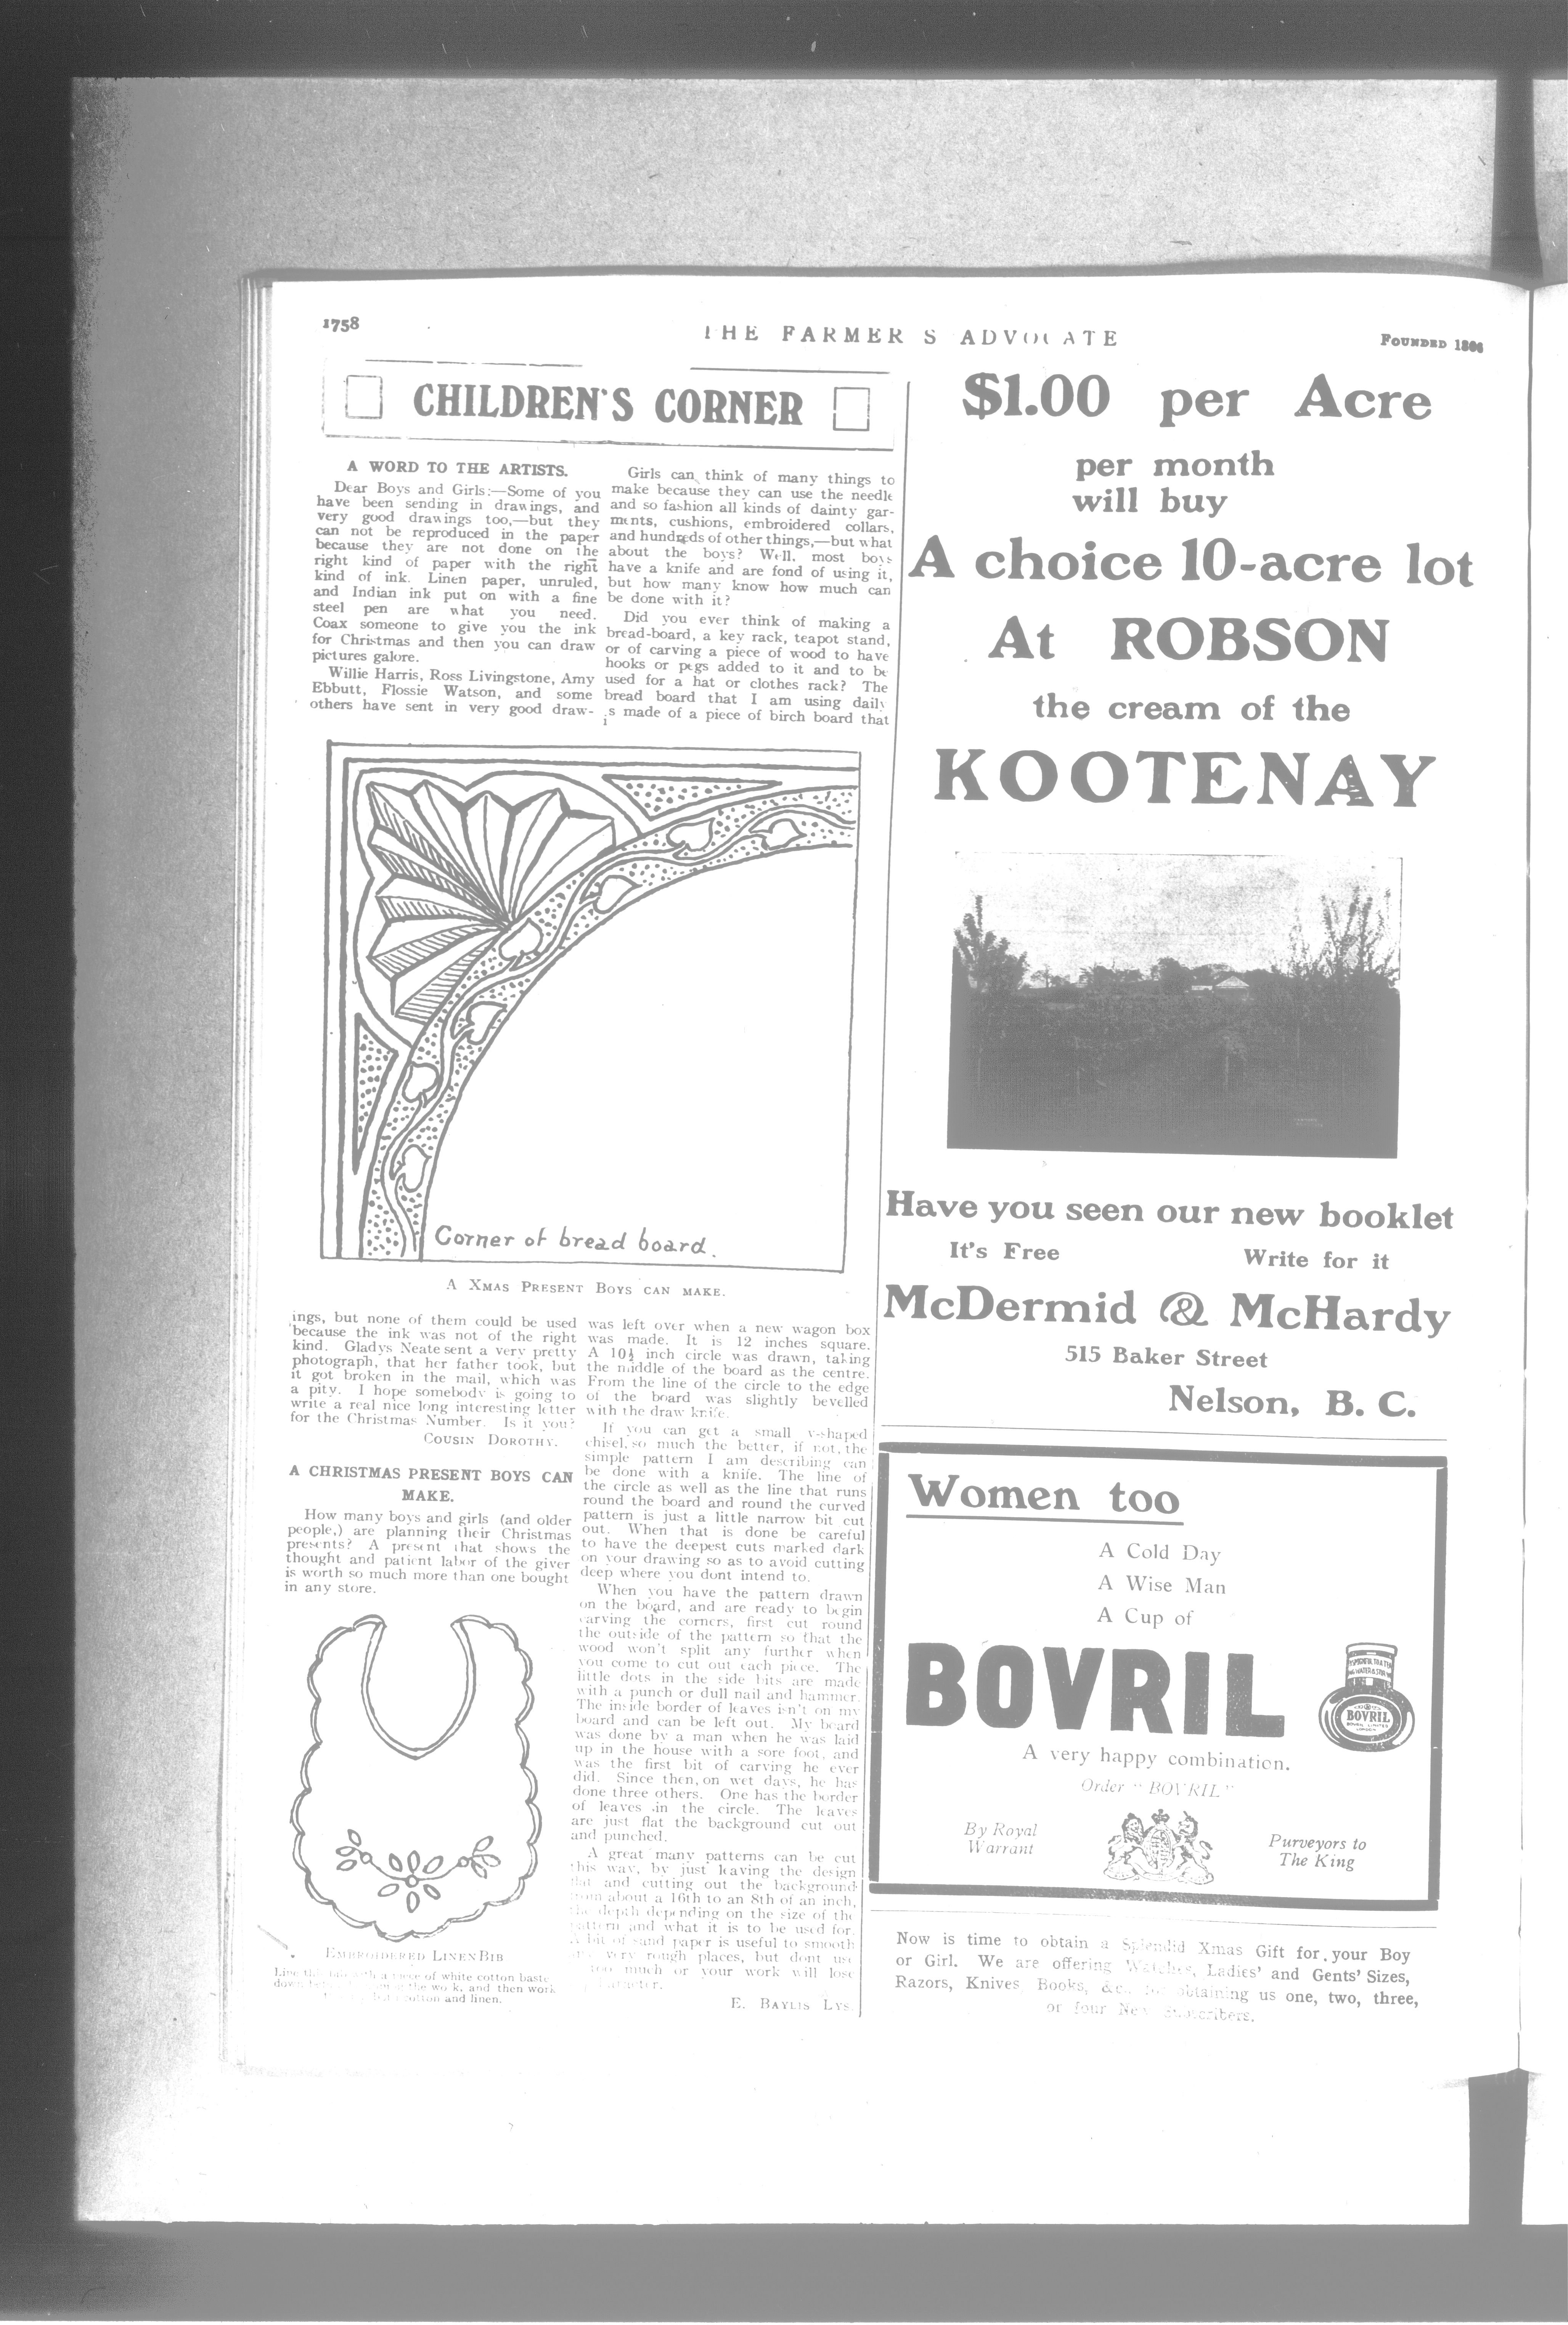 1758
THE FARMER S ADVOCATE
FOUNDED 1866
CHILDREN'S CORNER
A WORD TO THE ARTISTS.
Dear Boys and Girls:—Some of you
have been sending in drawings, and
very good drawings too,—but they
can not be reproduced in the paper
because they are not done on the
right kind of paper with the right
kind of ink. Linen paper, unruled,
and Indian ink put on with a fine
steel pen are what you need.
Coax someone to give you the ink
for Christmas and then you can draw
pictures galore.
Willie Harris, Ross Livingstone, Amy
Ebbutt, Flossie Watson, and some
others have sent in very good draw-
ings, but none of them could be used
because the ink was not of the right
kind. Gladys Neate sent a very pretty
photograph, that her father took, but
it got broken in the mail, which was
a pity. I hope somebody is going to
write a real nice long interesting letter
for the Christmas Number. Is it you?
COUSIN DOROTHY.
A CHRISTMAS PRESENT BOYS CAN
MAKE.
How many boys and girls (and older
people,) are planning their Christmas
presents? A present that shows the
thought and patient labor of the giver
is worth so much more than one bought
in any store.
Girls can think of many things to
make because they can use the needle
and so fashion all kinds of dainty gar-
ments, cushions, embroidered collars,
and hundreds of other things,—but what
about the boys? Well, most boys
have a knife and are fond of using it,
but how many know how much can
be done with it?
Did you ever think of making a
bread-board, a key rack, teapot stand,
or of carving a piece of wood to have
hooks or pegs added to it and to be
used for a hat or clothes rack? The
bread board that I am using daily
is made of a piece of birch board that
Corner of bread board.
A XMAS PRESENT BOYS CAN MAKE.
was left over when a new wagon box
was made. It is 12 inches square.
A 10½ inch circle was drawn, taking
the middle of the board as the centre.
From the line of the circle to the edge
of the board was slightly bevelled
with the draw knife.
If you can get a small v-shaped
chisel, so much the better, if not, the
simple pattern I am describing can
be done with a knife. The line of
the circle as well as the line that runs
round the board and round the curved
pattern is just a little narrow bit cut
out. When that is done be careful
to have the deepest cuts marked dark
on your drawing so as to avoid cutting
deep where you dont intend to.
When you have the pattern drawn
on the board, and are ready to begin
carving the corners, first cut round
the outside of the pattern so that the
wood won't split any further when
you come to cut out each piece. The
little dots in the side bits are made
with a punch or dull nail and hammer.
The inside border of leaves isn't on my
board and can be left out. My board
was done by a man when he was laid
up in the house with a sore foot, and
was the first bit of carving he ever
did. Since then, on wet days, he has
done three others. One has the border
of leaves in the circle. The leaves
are just flat the background cut out
and punched.
A great many patterns can be cut
this way, by just leaving the design
flat and cutting out the background
from about a 16th to an 8th of an inch,
the depth depending on the size of the
pattern and what it is to be used for.
A bit of sand paper is useful to smooth
very rough places, but dont use
too much or your work will lose
character.
E. BAYLIS LYS.
EMBROIDERED LINEN BIB
Line the bib with a piece of white cotton baste
down the work, and then work
cotton and linen.
$1.00 per Acre
per month
will buy
A choice 10-acre lot
At ROBSON
the cream of the
KOOTENAY
Have you seen our new booklet
It's Free Write for it
McDermid & McHardy
515 Baker Street
Nelson, B. C.
Women too
A Cold Day
A Wise Man
A Cup of
BOVRIL
BOVRIL
BOVRIL LIMITED
LONDON
A very happy combination.
Order "BOVRIL"
By Royal
Warrant
Purveyors to
The King
Now is time to obtain a Splendid Xmas Gift for your Boy
or Girl. We are offering Watches, Ladies' and Gents' Sizes,
Razors, Knives Books, &c., for obtaining us one, two, three,
or four New Subscribers.